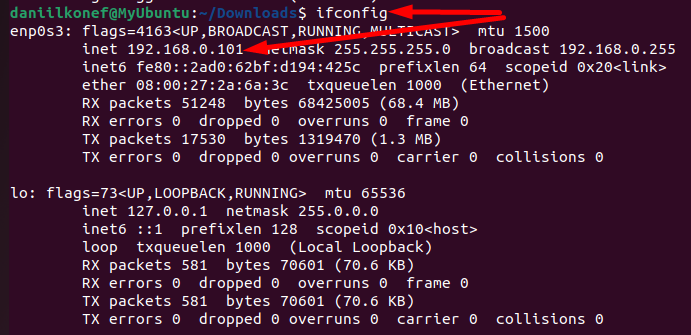 daniilkonef@MyUbuntu:~/Downloads$ ifconfig
enp0s3: flags=4163<UP,BROADCAST,RUNNING,MULTICAST>  mtu 1500
        inet 192.168.0.101  netmask 255.255.255.0  broadcast 192.168.0.255
        inet6 fe80::2ad0:62bf:d194:425c  prefixlen 64  scopeid 0x20<link>
        ether 08:00:27:2a:6a:3c  txqueuelen 1000  (Ethernet)
        RX packets 51248  bytes 68425005 (68.4 MB)
        RX errors 0  dropped 0  overruns 0  frame 0
        TX packets 17530  bytes 1319470 (1.3 MB)
        TX errors 0  dropped 0 overruns 0  carrier 0  collisions 0

lo: flags=73<UP,LOOPBACK,RUNNING>  mtu 65536
        inet 127.0.0.1  netmask 255.0.0.0
        inet6 ::1  prefixlen 128  scopeid 0x10<host>
        loop  txqueuelen 1000  (Local Loopback)
        RX packets 581  bytes 70601 (70.6 KB)
        RX errors 0  dropped 0  overruns 0  frame 0
        TX packets 581  bytes 70601 (70.6 KB)
        TX errors 0  dropped 0 overruns 0  carrier 0  collisions 0